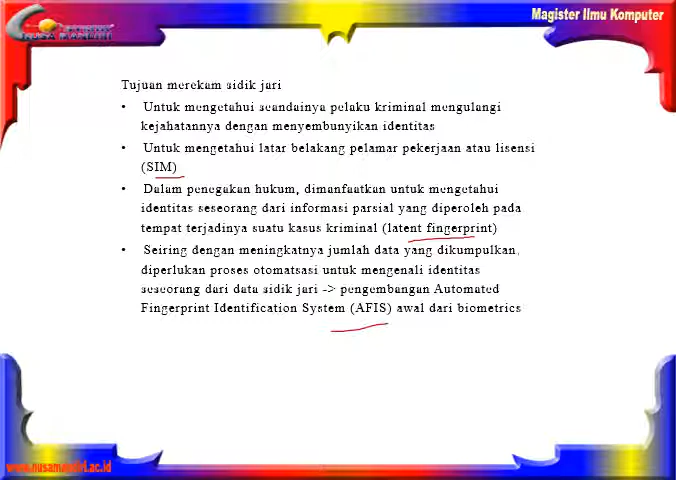 NUSA MANDIRI
Magister Ilmu Komputer
Tujuan merekam sidik jari
• Untuk mengetahui seandainya pelaku kriminal mengulangi
kejahatannya dengan menyembunyikan identitas
• Untuk mengetahui latar belakang pelamar pekerjaan atau lisensi
(SIM)
• Dalam penegakan hukum, dimanfaatkan untuk mengetahui
identitas seseorang dari informasi parsial yang diperoleh pada
tempat terjadinya suatu kasus kriminal (latent fingerprint)
• Seiring dengan meningkatnya jumlah data yang dikumpulkan,
diperlukan proses otomatsasi untuk mengenali identitas
seseorang dari data sidik jari -> pengembangan Automated
Fingerprint Identification System (AFIS) awal dari biometrics
www.nusamandiri.ac.id